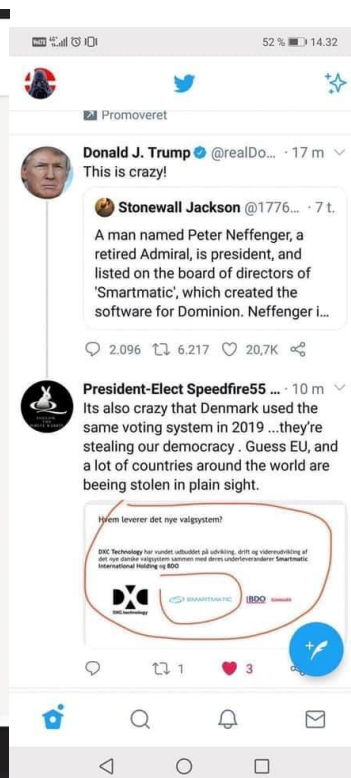 52 % 14.32
Promoveret
Donald J. Trump @realDo... · 17 m
This is crazy!
Stonewall Jackson @1776... · 7 t.
A man named Peter Neffenger, a
retired Admiral, is president, and
listed on the board of directors of
'Smartmatic', which created the
software for Dominion. Neffenger i...
2.096 6.217 20,7K
President-Elect Speedfire55 ... · 10 m
Its also crazy that Denmark used the
same voting system in 2019 ...they're
stealing our democracy . Guess EU, and
a lot of countries around the world are
beeing stolen in plain sight.
Hvem leverer det nye valgsystem?
DXC Technology har vundet udbuddet på udvikling, drift og videreudvikling af
det nye danske valgsystem sammen med deres underleverandører Smartmatic
International Holding og BDO
DXC.technology
SMARTMATIC
BDO
1 3